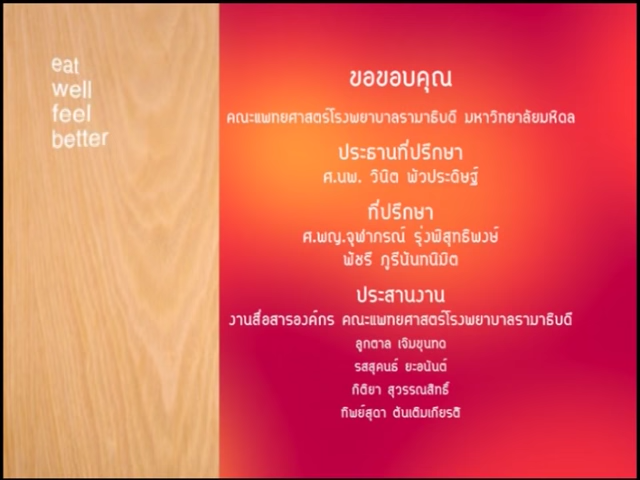 eat
well
feel
better
ขอขอบคุณ
คณะแพทยศาสตร์โรงพยาบาลรามาธิบดี มหาวิทยาลัยมหิดล
ประธานที่ปรึกษา
ศ.นพ. วินิต พัวประดิษฐ์
ที่ปรึกษา
ศ.พญ.จุฬาภรณ์ รุ่งพิสุทธิพงษ์
พัชรี ภูรีนันทนิมิต
ประสานงาน
งานสื่อสารองค์กร คณะแพทยศาสตร์โรงพยาบาลรามาธิบดี
ลูกตาล เจิมขุนทด
รสสุคนธ์ ยะอนันต์
กิติยา สุวรรณสิทธิ์
ทิพย์สุดา ตันเติมเกียรติ